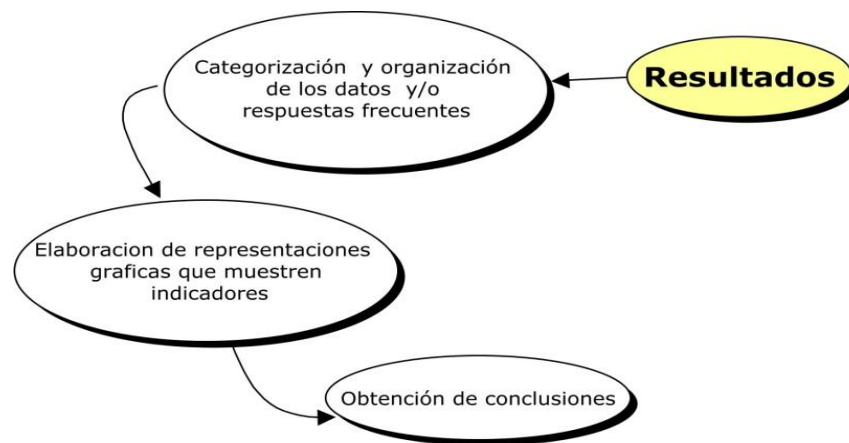 Resultados
Categorización y organización
de los datos y/o
respuestas frecuentes
Elaboracion de representaciones
graficas que muestren
indicadores
Obtención de conclusiones